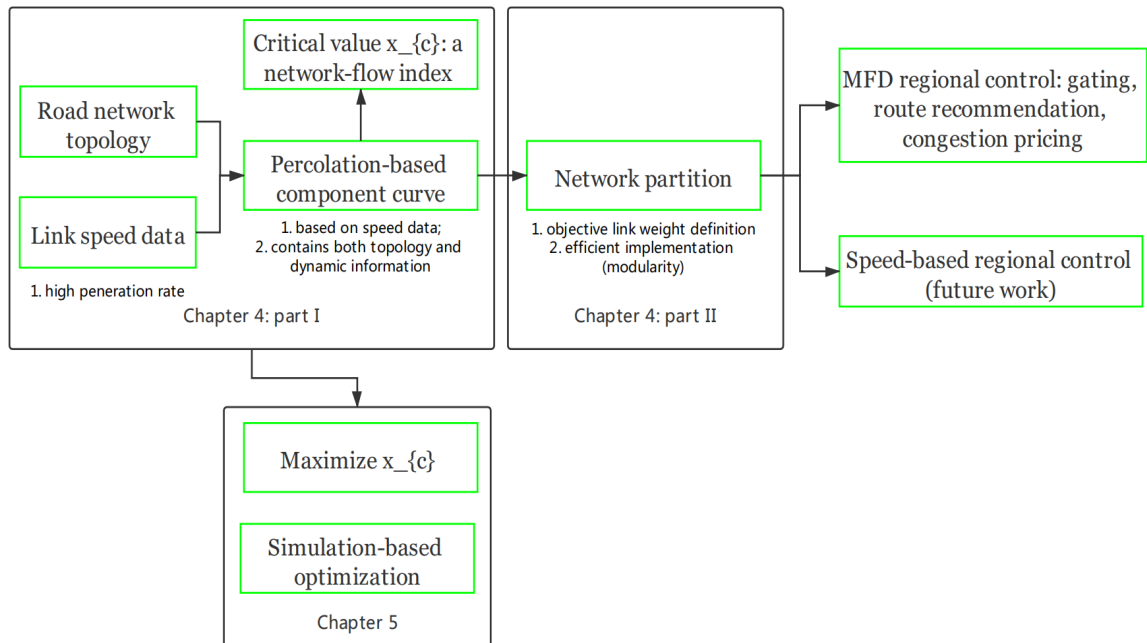 Critical value x_{c}: a
network-flow index
Road network
topology
Percolation-based
component curve
Link speed data
1. based on speed data;
2. contains both topology and
dynamic information
1. high peneration rate
Chapter 4: part I
Network partition
1. objective link weight definition
2. efficient implementation
(modularity)
Chapter 4: part II
MFD regional control: gating,
route recommendation,
congestion pricing
Speed-based regional control
(future work)
Maximize x_{c}
Simulation-based
optimization
Chapter 5